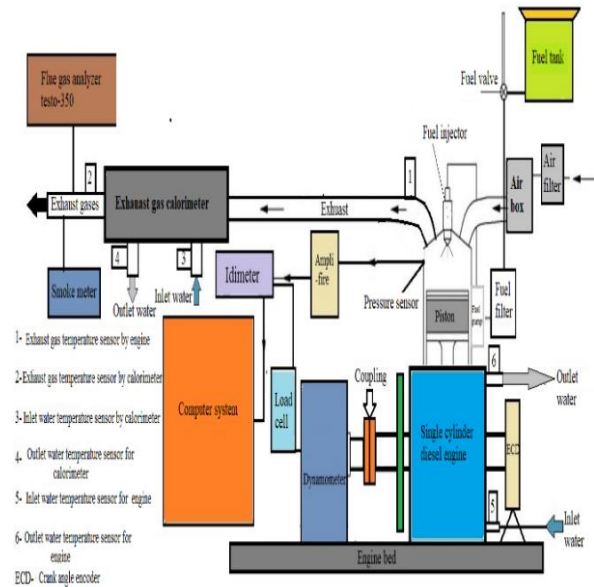 Flue gas analyzer
testo-350
Fuel tank
Fuel valve
Fuel injector
Air
box
Air
filter
2
Exhaust gases
Exhanast gas calorimeter
1
Exhuast
4
3
Outlet water
Inlet water
Smoke meter
Idimeter
Ampli
-fire
Pressure sensor
Piston
Fuel
pump
Fuel
filter
1- Exhaust gas temperature sensor by engine
2-Exhaust gas temperature sensor by calorimeter
3-Inlet water temperature sensor by calorimeter
4- Outlet water temperature sensor for
calorimeter
5- Inlet water temperature sensor for engine
6- Outlet water temperature sensor for
engine
ECD- Crank angle encoder
Computer system
Load
cell
Coupling
Dynamometer
Single cylinder
diesel engine
ECD
6
Outlet
water
5
Inlet
water
Engine bed